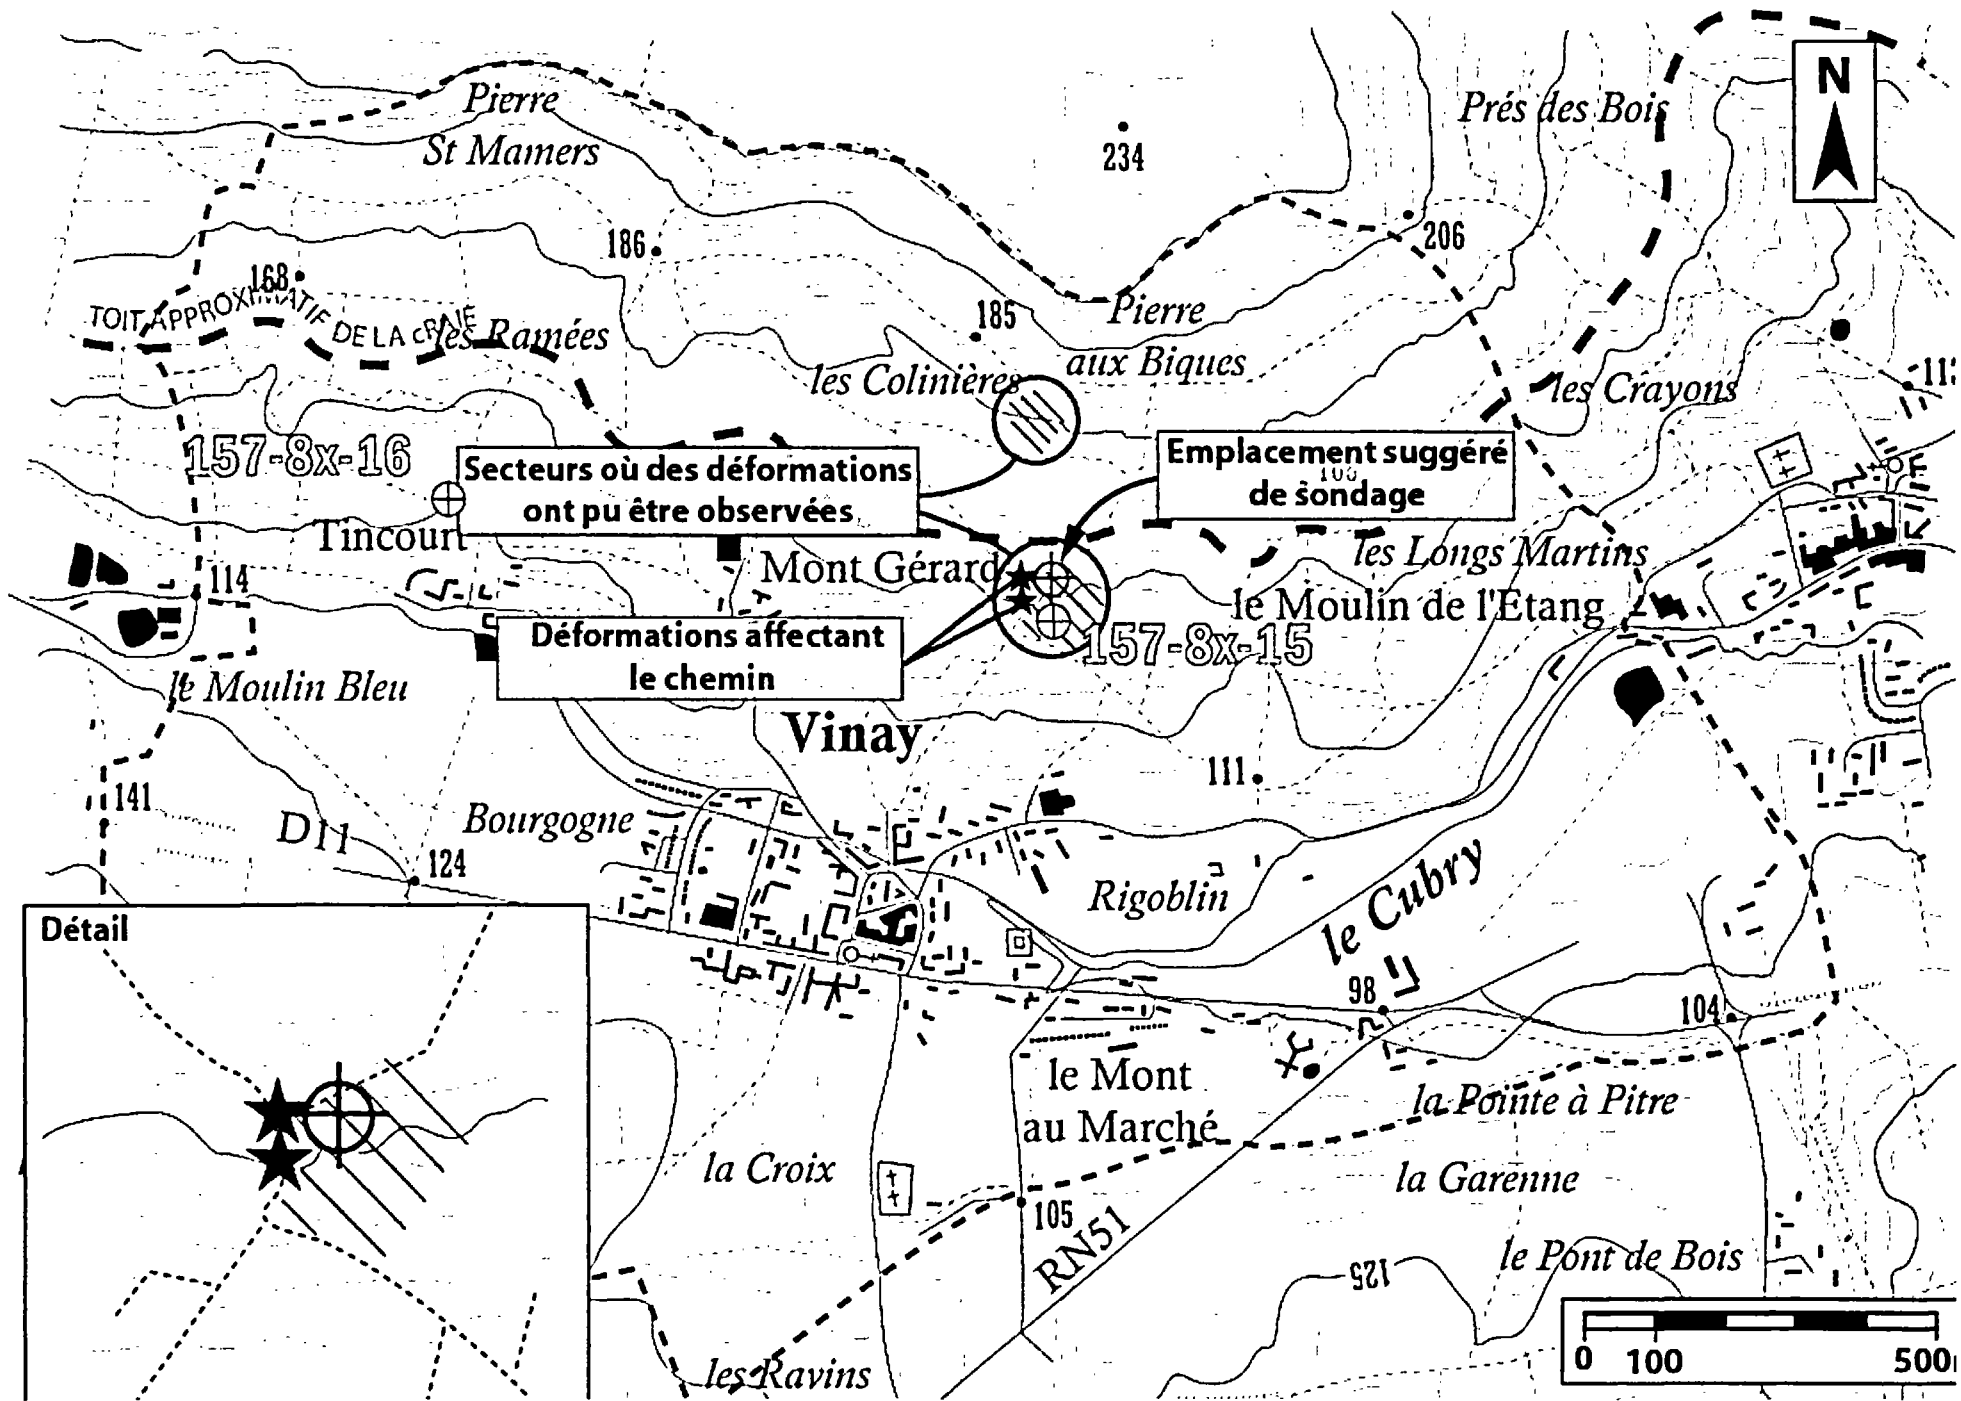 N
Pierre
St Mamers
234
Prés des Bois
186
206
168
TOIT APPROXIMATIF DE LA CRAIE
les Ramées
185
Pierre
aux Biques
les Colinières
les Crayons
157-8x-16
Secteurs où des déformations
ont pu être observées
Emplacement suggéré
de sondage
Tincourt
Mont Gérard
les Longs Martins
114
le Moulin de l'Etang
Déformations affectant
le chemin
157-8x-15
le Moulin Bleu
Vinay
111
141
D11
Bourgogne
124
Rigoblin
le Cubry
Détail
98
104
le Mont
au Marché
la Pointe à Pitre
la Croix
la Garenne
105
RN51
le Pont de Bois
125
les Ravins
0 100 500